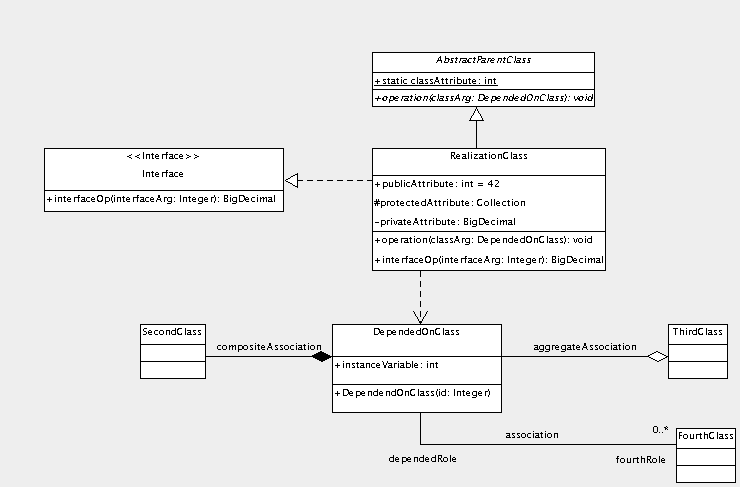 AbstractParentClass
+ static classAttribute: int
+operation(classArg: DependedOnClass): void
<<Interface>>
Interface
+interfaceOp(interfaceArg: Integer): BigDecimal
RealizationClass
+publicAttribute: int = 42
#protectedAttribute: Collection
-privateAttribute: BigDecimal
+operation(classArg: DependedOnClass): void
+interfaceOp(interfaceArg: Integer): BigDecimal
SecondClass
compositeAssociation
DependedOnClass
+instanceVariable: int
+DependendOnClass(id: Integer)
aggregateAssociation
ThirdClass
association
0..*
FourthClass
dependedRole
fourthRole